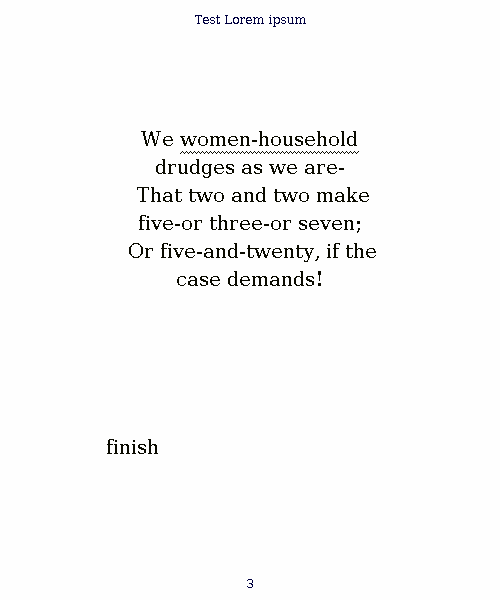 Test Lorem ipsum
We women-household
drudges as we are-
That two and two make
five-or three-or seven;
Or five-and-twenty, if the
case demands!
finish
3